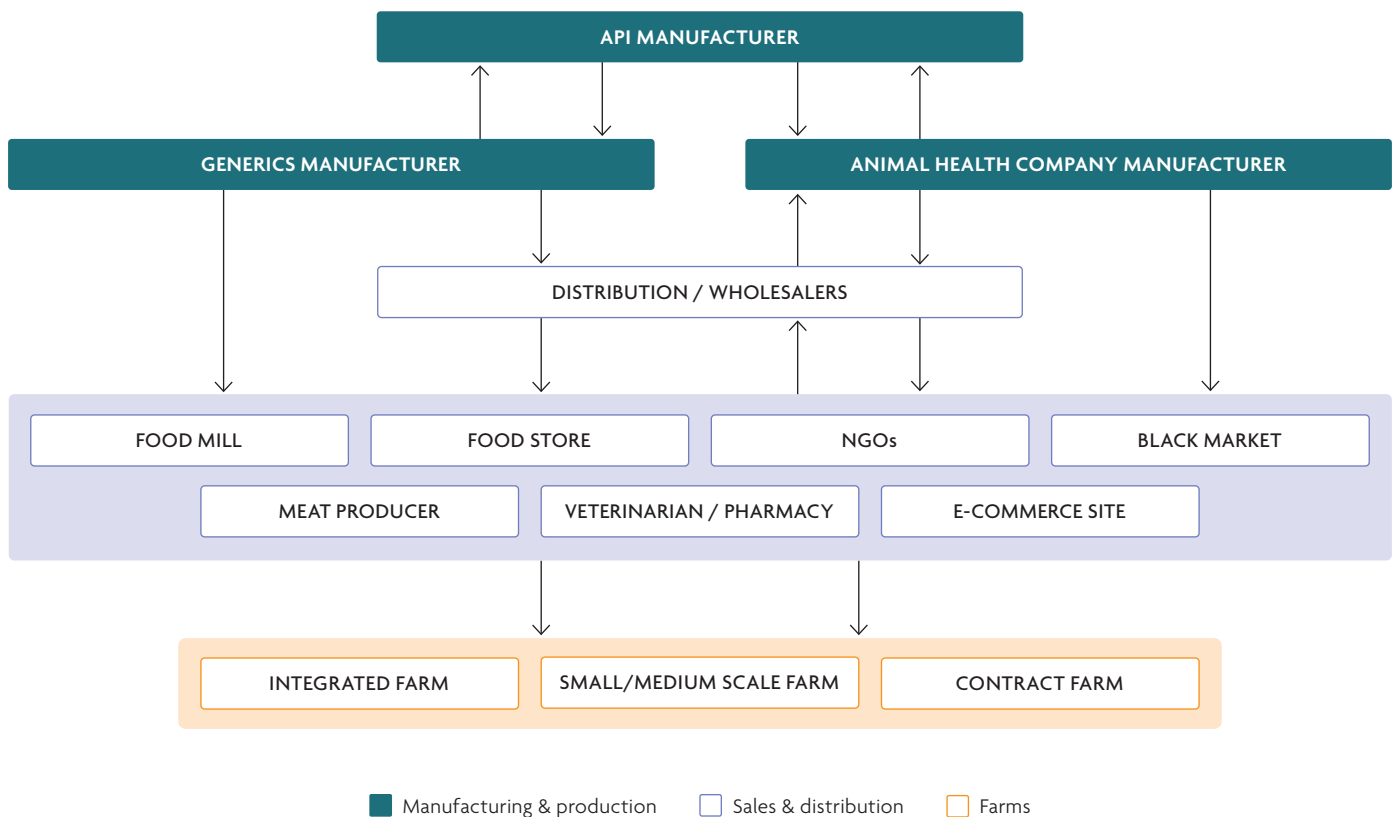 API MANUFACTURER
GENERICS MANUFACTURER
ANIMAL HEALTH COMPANY MANUFACTURER
DISTRIBUTION / WHOLESALERS
FOOD MILL
FOOD STORE
NGOs
BLACK MARKET
MEAT PRODUCER
VETERINARIAN / PHARMACY
E-COMMERCE SITE
INTEGRATED FARM
SMALL/MEDIUM SCALE FARM
CONTRACT FARM
Manufacturing & production
Sales & distribution
Farms